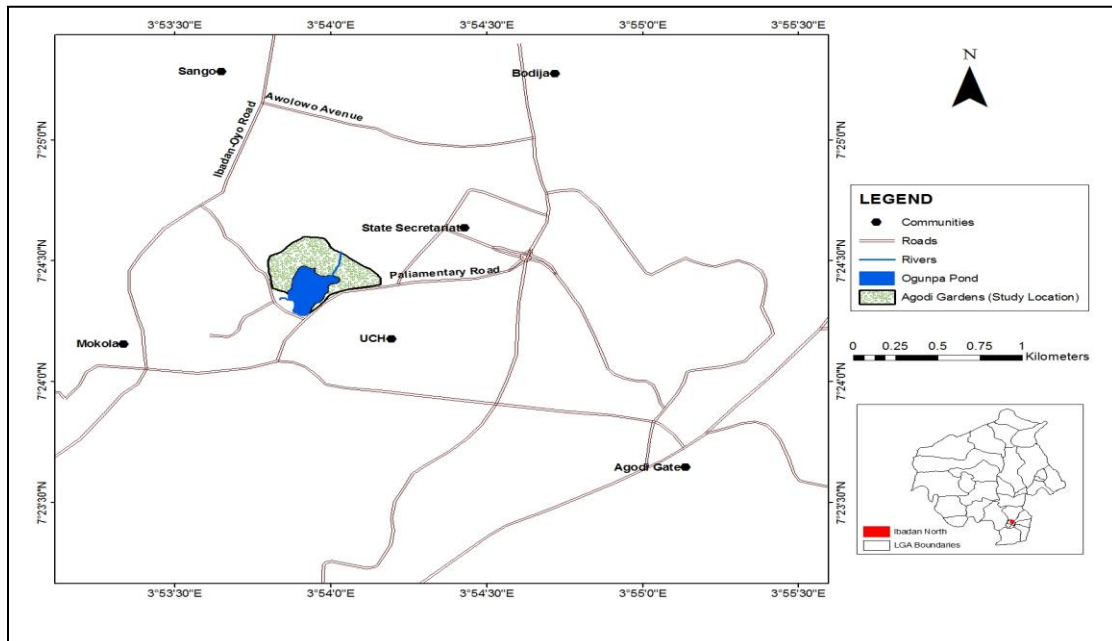 3°53'30"E 3°54'0"E 3°54'30"E 3°55'0"E 3°55'30"E
N
Sango
Bodija
Awolowo Avenue
Ibadan-Oyo Road
7°25'0"N
7°25'0"N
State Secretariat
7°24'30"N
7°24'30"N
Paliamentary Road
Mokola
UCH
7°24'0"N
7°24'0"N
Agodi Gate
7°23'30"N
7°23'30"N
3°53'30"E 3°54'0"E 3°54'30"E 3°55'0"E 3°55'30"E
LEGEND
Communities
Roads
Rivers
Ogunpa Pond
Agodi Gardens (Study Location)
0 0.25 0.5 0.75 1
Kilometers
Ibadan North
LGA Boundaries